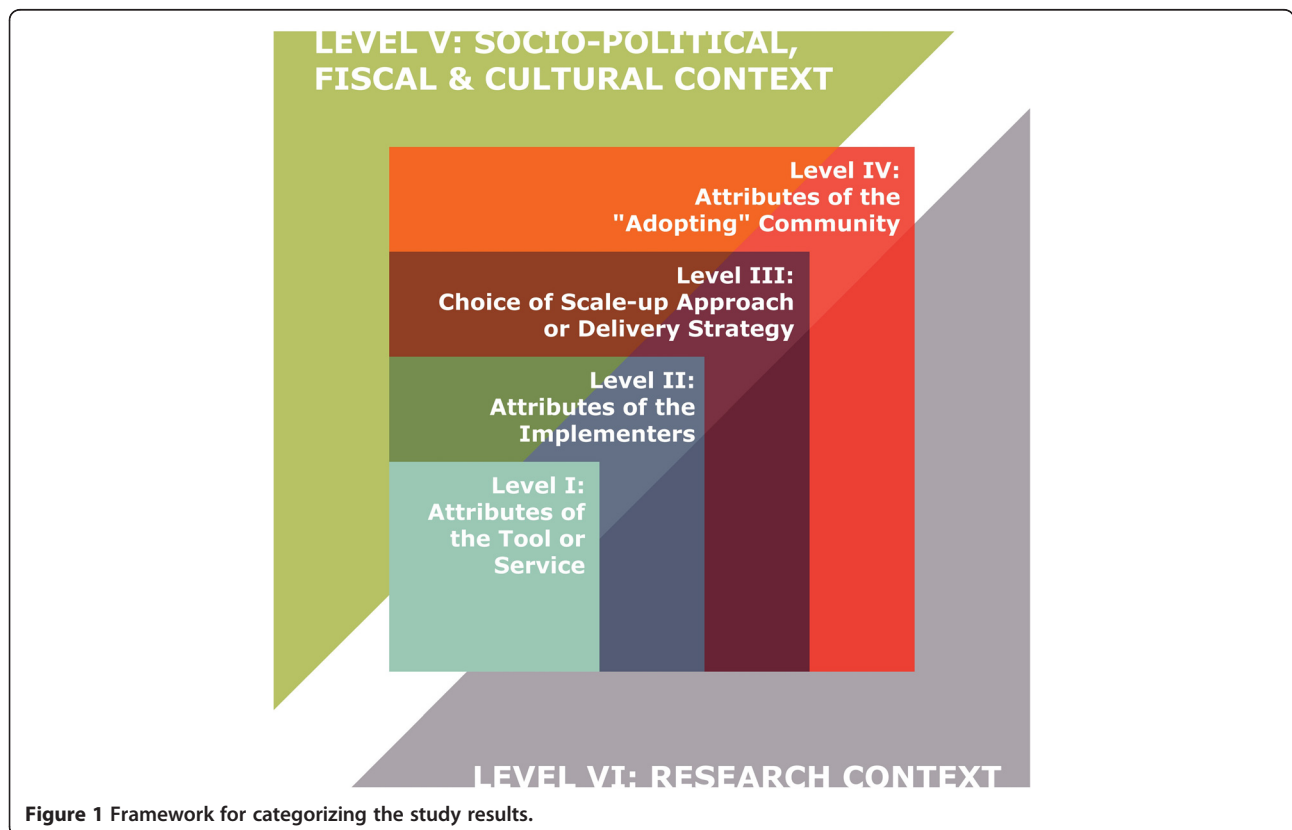 LEVEL V: SOCIO-POLITICAL,
FISCAL & CULTURAL CONTEXT
Level IV:
Attributes of the
"Adopting" Community
Level III:
Choice of Scale-up Approach
or Delivery Strategy
Level II:
Attributes of the
Implementers
Level I:
Attributes of
the Tool or
Service
LEVEL VI: RESEARCH CONTEXT
Figure 1 Framework for categorizing the study results.